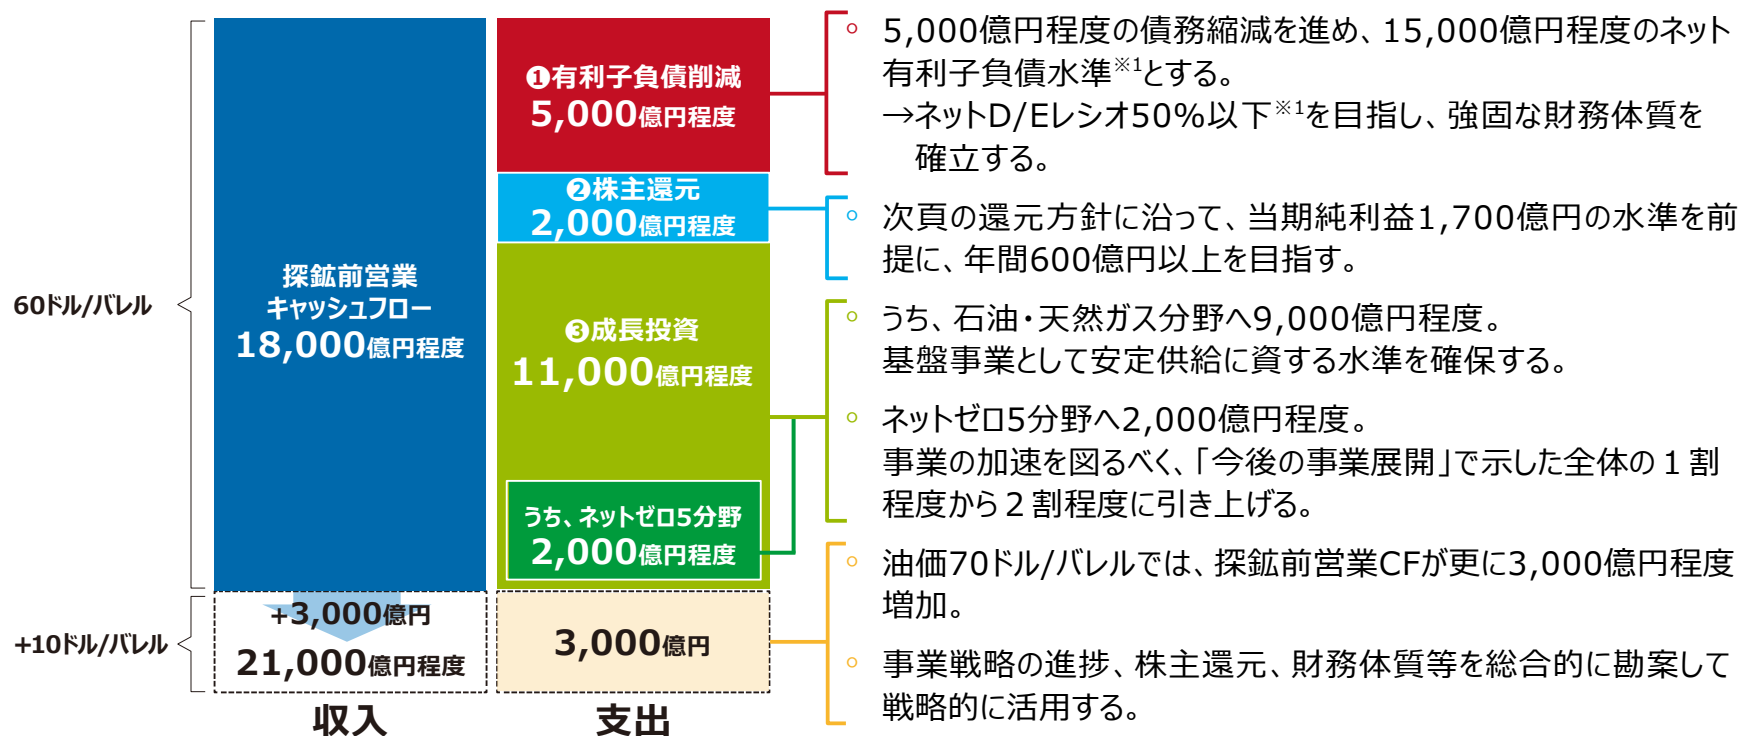 60ドル/バレル
+10ドル/バレル
探鉱前営業
キャッシュフロー
18,000億円程度
+3,000億円
21,000億円程度
収入
❶有利子負債削減
5,000億円程度
❷株主還元
2,000億円程度
❸成長投資
11,000億円程度
うち、ネットゼロ5分野
2,000億円程度
3,000億円
支出
5,000億円程度の債務縮減を進め、15,000億円程度のネット
有利子負債水準※1とする。
→ネットD/Eレシオ50%以下※1を目指し、強固な財務体質を
確立する。
次頁の還元方針に沿って、当期純利益1,700億円の水準を前
提に、年間600億円以上を目指す。
うち、石油・天然ガス分野へ9,000億円程度。
基盤事業として安定供給に資する水準を確保する。
ネットゼロ5分野へ2,000億円程度。
事業の加速を図るべく、「今後の事業展開」で示した全体の１割
程度から２割程度に引き上げる。
油価70ドル/バレルでは、探鉱前営業CFが更に3,000億円程度
増加。
事業戦略の進捗、株主還元、財務体質等を総合的に勘案して
戦略的に活用する。